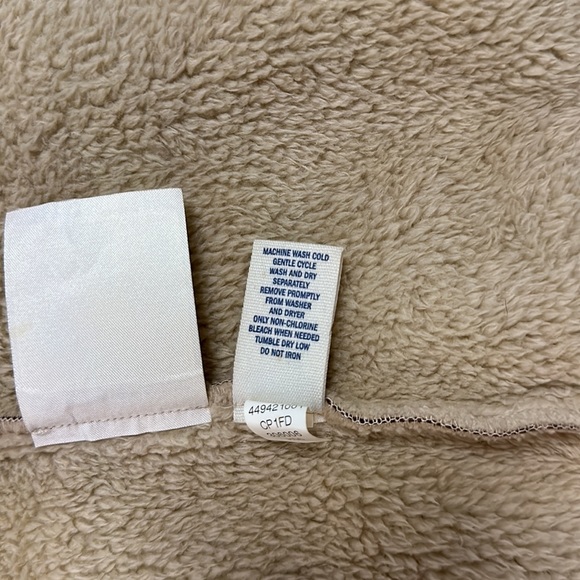 MACHINE WASH COLD
GENTLE CYCLE
WASH AND DRY
SEPARATELY
REMOVE PROMPTLY
FROM WASHER
AND DRYER
ONLY NON-CHLORINE
BLEACH WHEN NEEDED
TUMBLE DRY LOW
DO NOT IRON
CP1FD